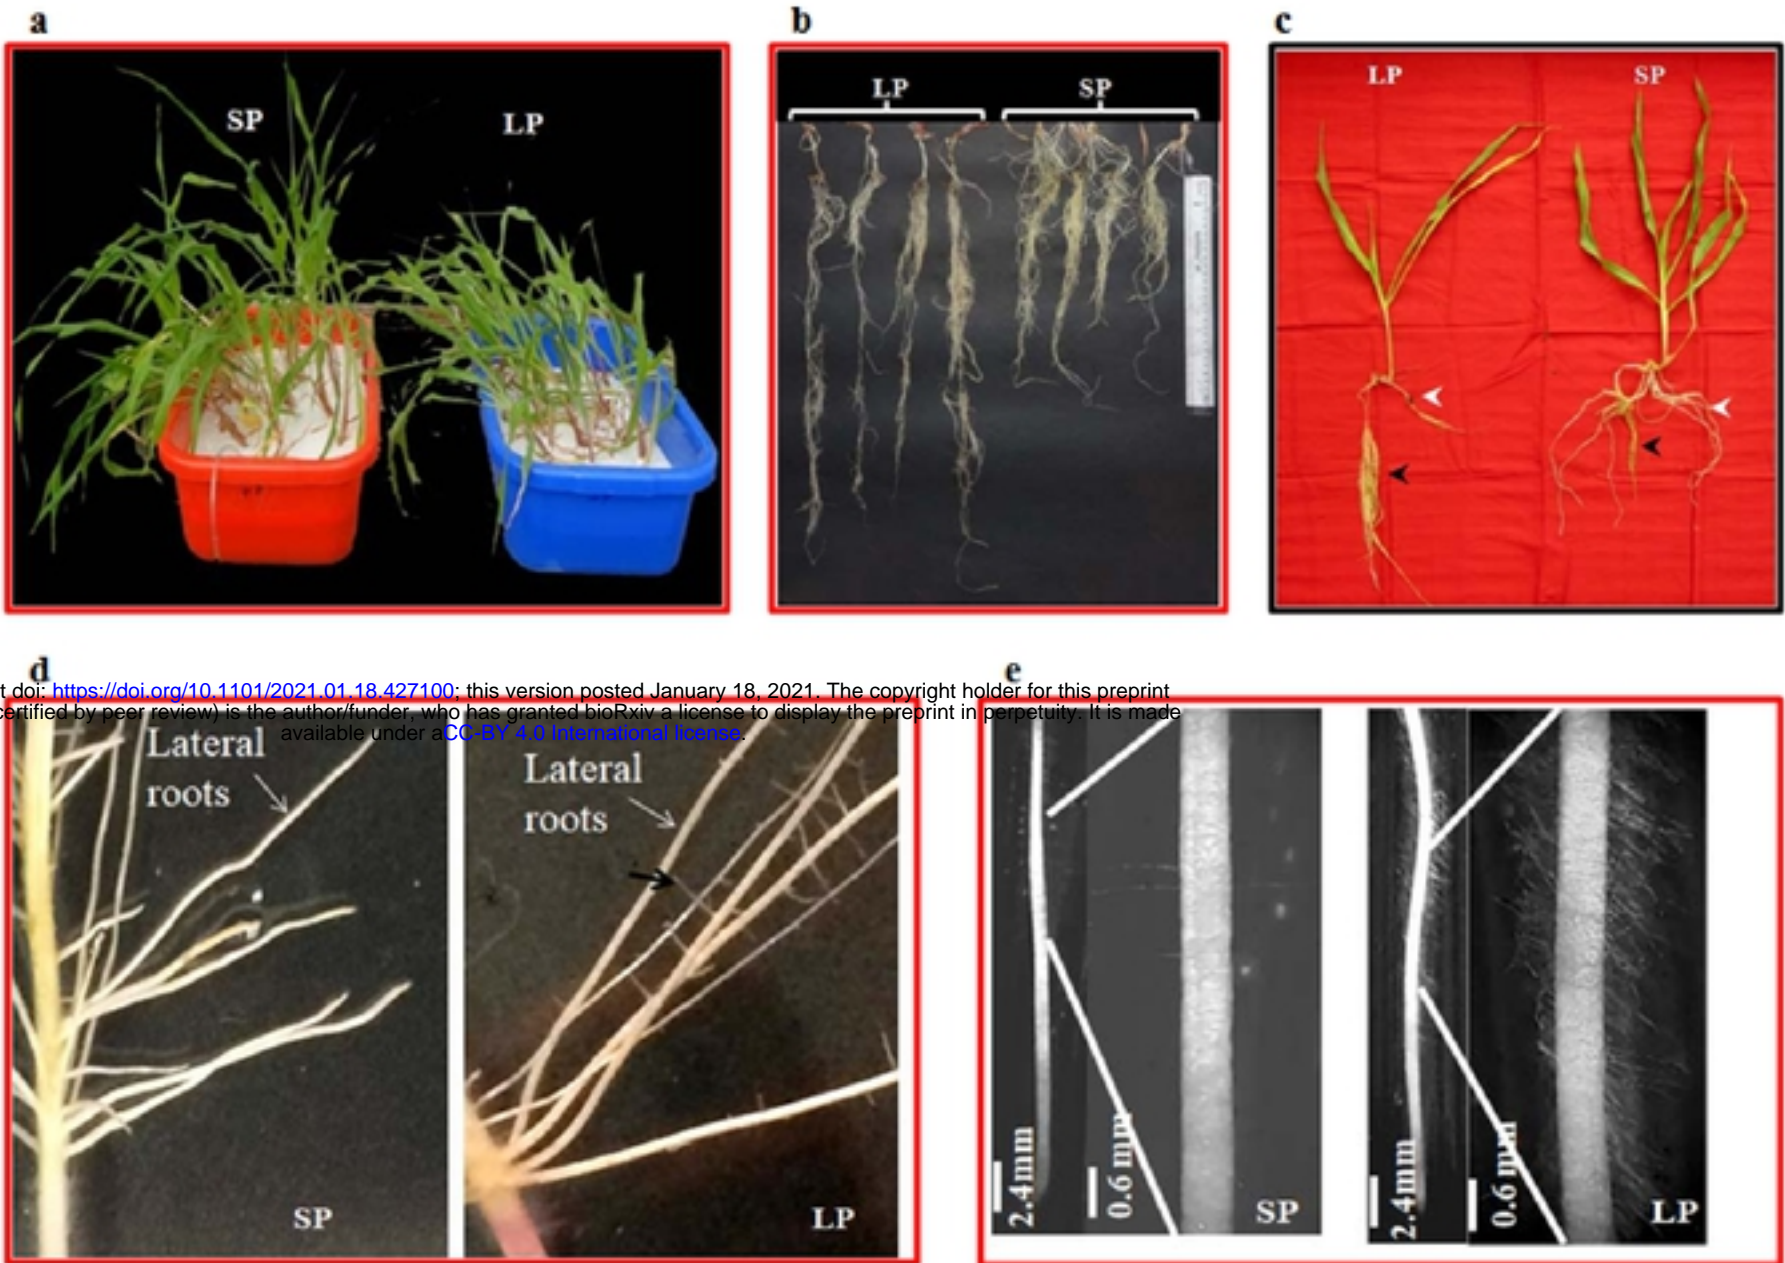 a
b
c
SP
LP
LP
SP
LP
SP
d
e
t doi: https://doi.org/10.1101/2021.01.18.427100; this version posted January 18, 2021. The copyright holder for this preprint
certified by peer review) is the author/funder, who has granted bioRxiv a license to display the preprint in perpetuity. It is made
available under aCC-BY 4.0 International license.
Lateral
roots
SP
Lateral
roots
LP
2.4mm
0.6 mm
SP
2.4mm
0.6 mm
LP